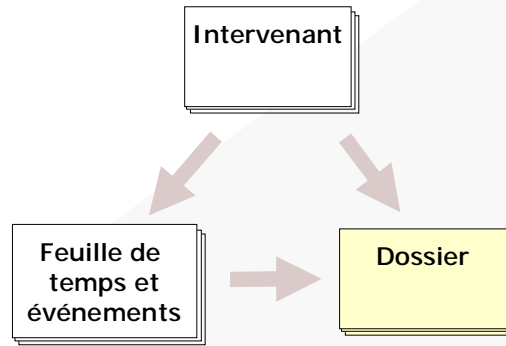 Intervenant
Feuille de
temps et
événements
Dossier